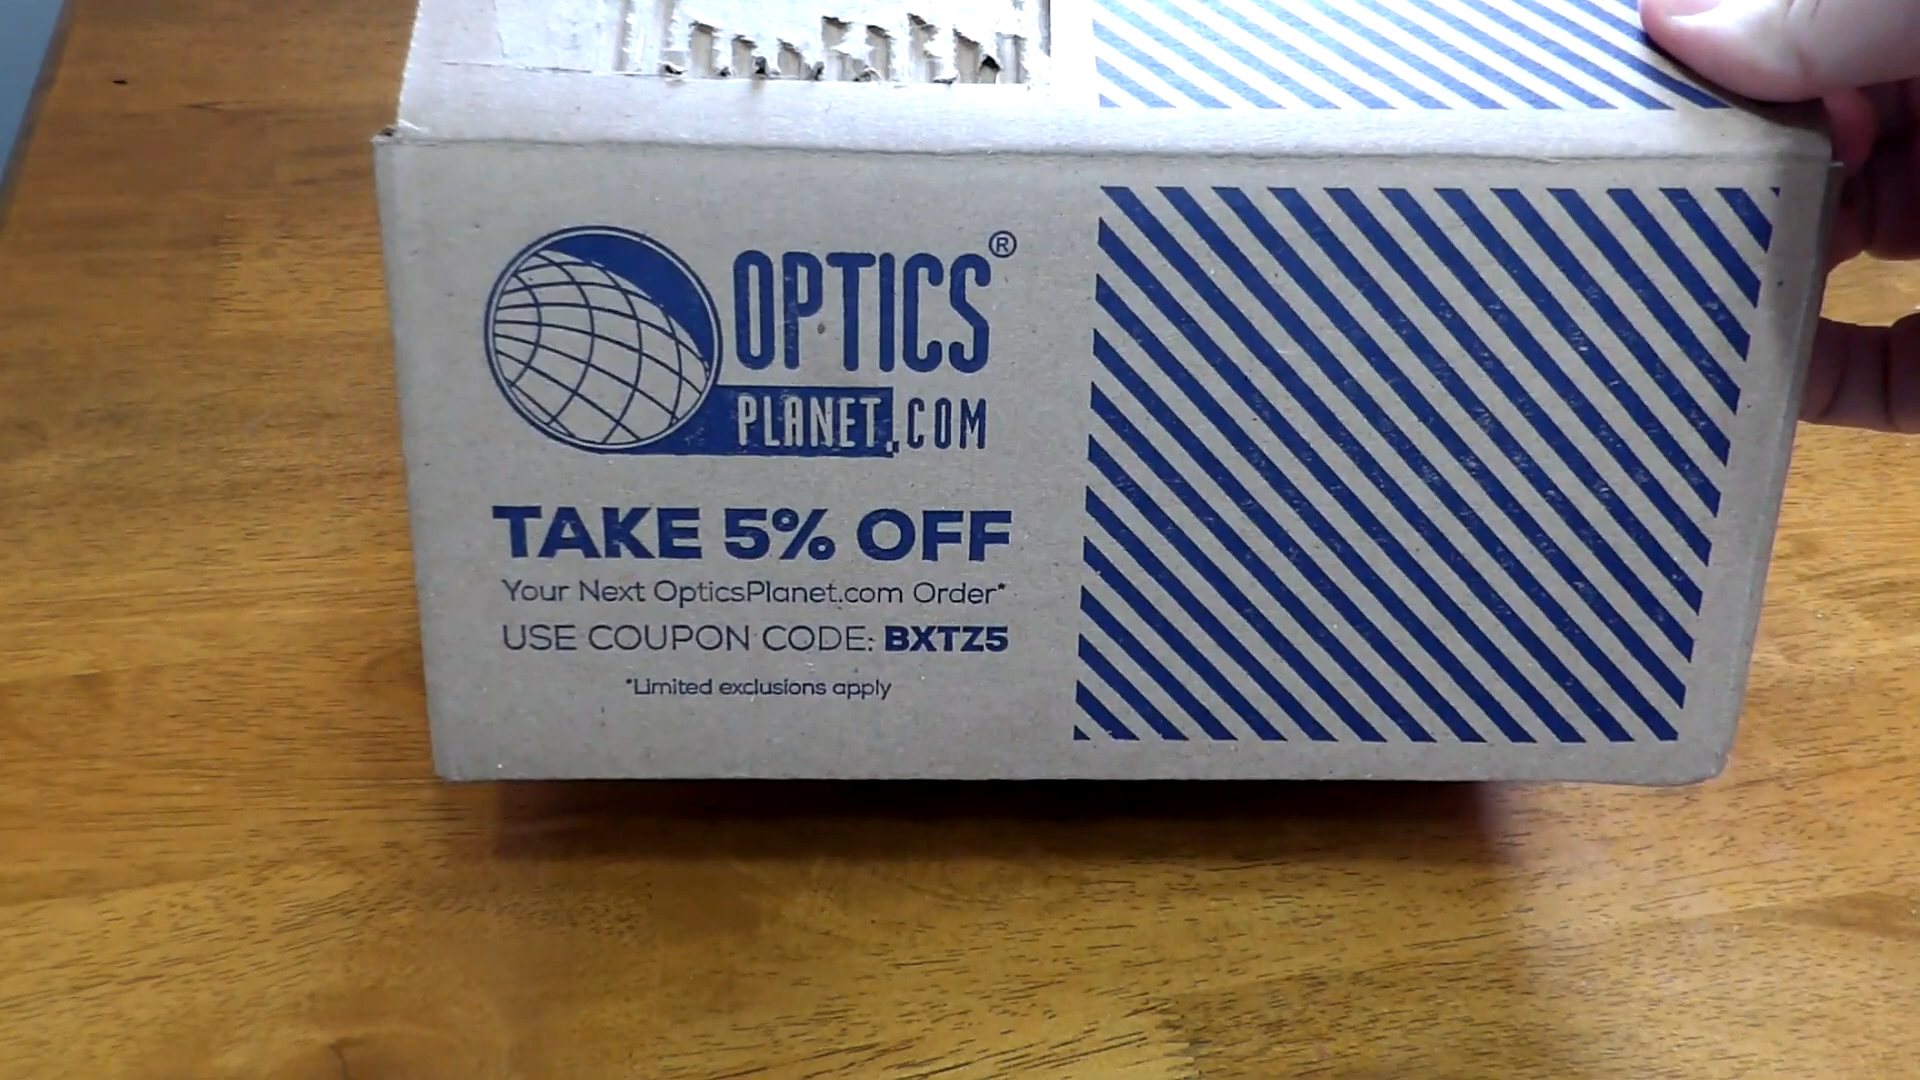 OPTICS®
PLANET.COM
TAKE 5% OFF
Your Next OpticsPlanet.com Order*
USE COUPON CODE: BXTZ5
*Limited exclusions apply